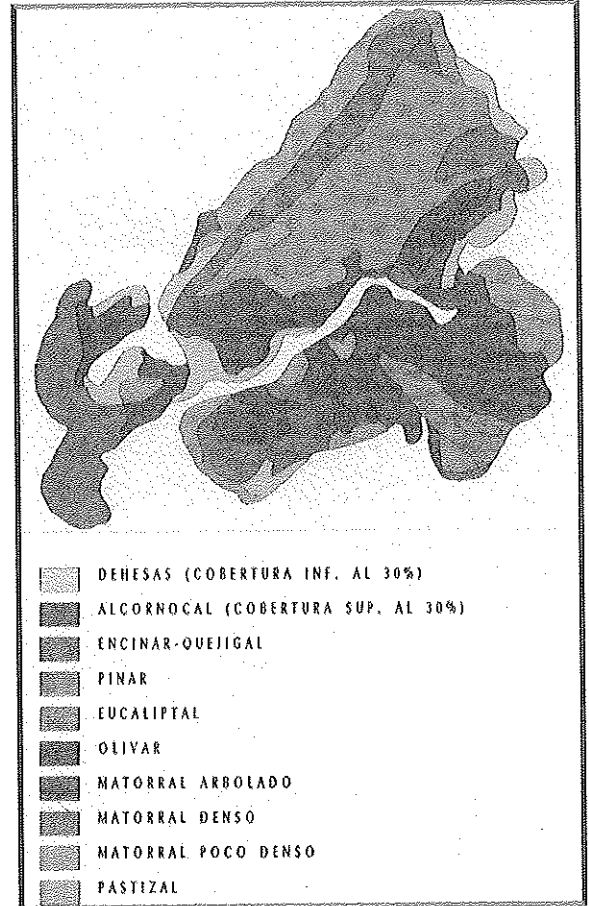 DEHESAS (COBERTURA INF. AL 30%)
ALCORNOCAL (COBERTURA SUP. AL 30%)
ENCINAR-QUEJIGAL
PINAR
EUCALIPTAL
OLIVAR
MATORRAL ARBOLADO
MATORRAL DENSO
MATORRAL POCO DENSO
PASTIZAL